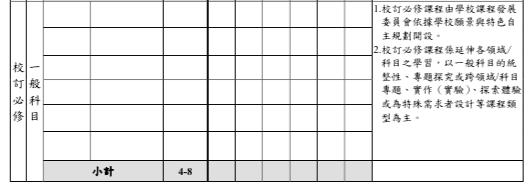 校訂必修
一般科目
1.校訂必修課程由學校課程發展
委員會依據學校願景與特色自
主規劃開設。
2.校訂必修課程係延伸各領域/
科目之學習，以一般科目的統
整性、專題探究或跨領域/科目
專題、實作（實驗）、探索體驗
或為特殊需求者設計等課程類
型為主。
小計 4-8